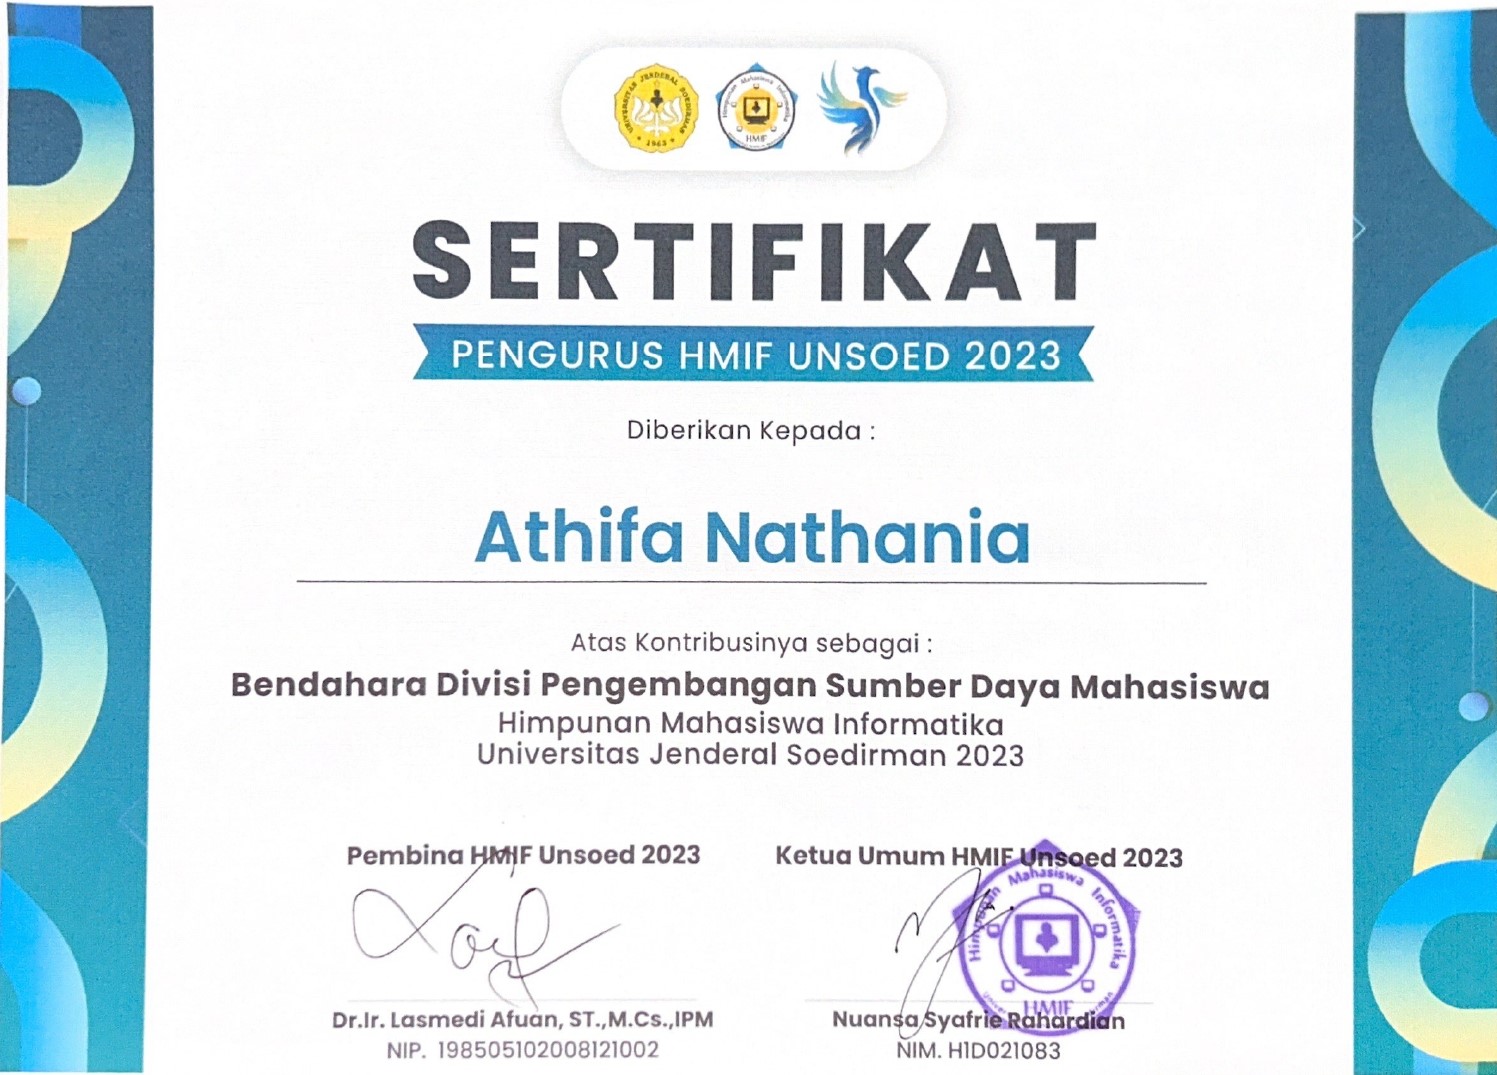 UNIVERSITAS JENDERAL SOEDIRMAN
1963
Himpunan Mahasiswa Informatika
HMIF
SERTIFIKAT
PENGURUS HMIF UNSOED 2023
Diberikan Kepada :
Athifa Nathania
Atas Kontribusinya sebagai :
Bendahara Divisi Pengembangan Sumber Daya Mahasiswa
Himpunan Mahasiswa Informatika
Universitas Jenderal Soedirman 2023
Pembina HMIF Unsoed 2023
Ketua Umum HMIF Unsoed 2023
Himpunan Mahasiswa Informatika
HMIF
Dr.Ir. Lasmedi Afuan, ST.,M.Cs.,IPM
NIP. 198505102008121002
Nuansa Syafrie Rahardian
NIM. H1D021083